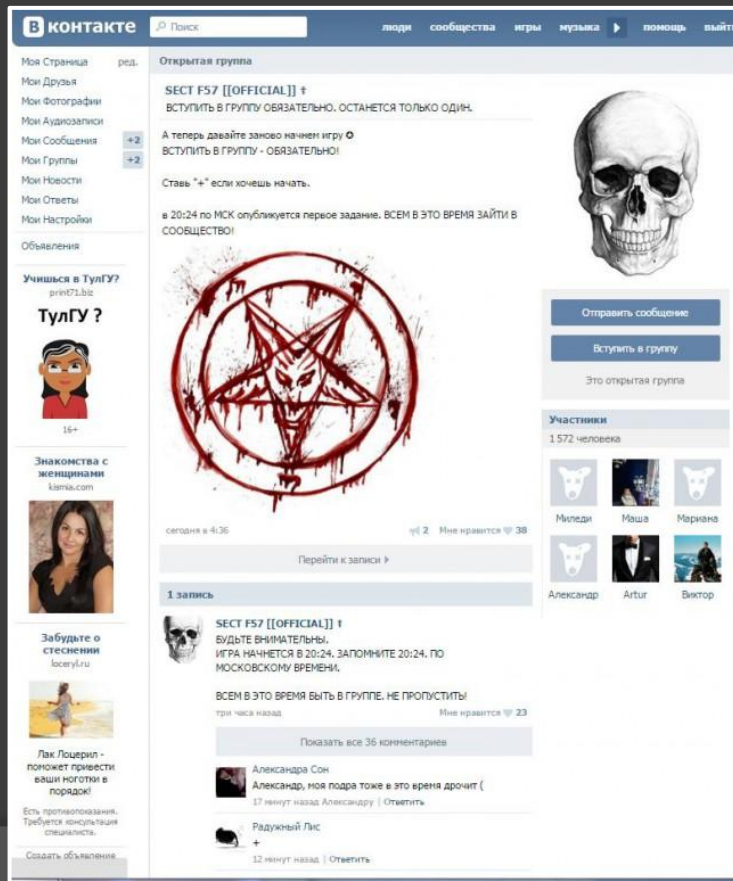 В контакте
Поиск
люди сообщества игры музыка помощь выйти
Моя Страница ред.
Мои Друзья
Мои Фотографии
Мои Аудиозаписи
Мои Сообщения +2
Мои Группы +2
Мои Новости
Мои Ответы
Мои Настройки
Объявления
Учишься в ТулГУ?
print71.biz
ТулГУ ?
16+
Знакомства с
женщинами
kismia.com
Забудьте о
стеснении
loceryl.ru
Лак Лоцерил -
поможет привести
ваши ноготки в
порядок!
Есть противопоказания.
Требуется консультация
специалиста.
Создать объявление
Открытая группа
SECT F57 [[OFFICIAL]] †
ВСТУПИТЬ В ГРУППУ ОБЯЗАТЕЛЬНО. ОСТАНЕТСЯ ТОЛЬКО ОДИН.
А теперь давайте заново начнем игру ✪
ВСТУПИТЬ В ГРУППУ - ОБЯЗАТЕЛЬНО!
Ставь "+" если хочешь начать.
в 20:24 по МСК опубликуется первое задание. ВСЕМ В ЭТО ВРЕМЯ ЗАЙТИ В
СООБЩЕСТВО!
сегодня в 4:36 2 Мне нравится 38
Перейти к записи
1 запись
SECT F57 [[OFFICIAL]] †
БУДЬТЕ ВНИМАТЕЛЬНЫ.
ИГРА НАЧНЕТСЯ В 20:24. ЗАПОМНИТЕ 20:24. ПО
МОСКОВСКОМУ ВРЕМЕНИ.
ВСЕМ В ЭТО ВРЕМЯ БЫТЬ В ГРУППЕ. НЕ ПРОПУСТИТЬ!
три часа назад Мне нравится 23
Показать все 36 комментариев
Александра Сон
Александр, моя подра тоже в это время дрочит (
17 минут назад Александру | Ответить
Радужный Лис
+
12 минут назад | Ответить
Отправить сообщение
Вступить в группу
Это открытая группа
Участники
1 572 человека
Миледи Маша Мариана
Александр Artur Виктор